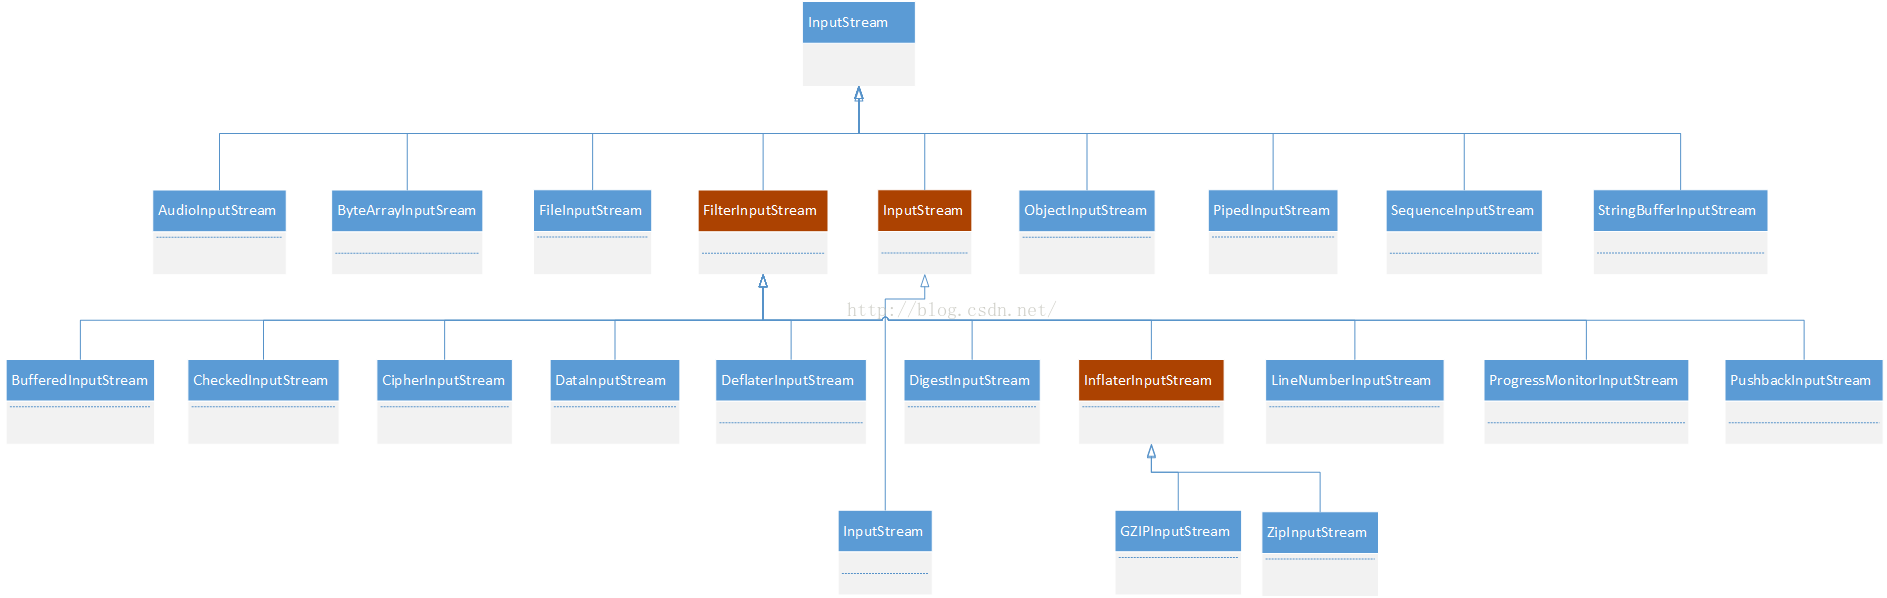 InputStream
AudioInputStream
ByteArrayInputSream
FileInputStream
FilterInputStream
InputStream
ObjectInputStream
PipedInputStream
SequenceInputStream
StringBufferInputStream
http://blog.csdn.net/
BufferedInputStream
CheckedInputStream
CipherInputStream
DataInputStream
DeflaterInputStream
DigestInputStream
InflaterInputStream
LineNumberInputStream
ProgressMonitorInputStream
PushbackInputStream
InputStream
GZIPInputStream
ZipInputStream